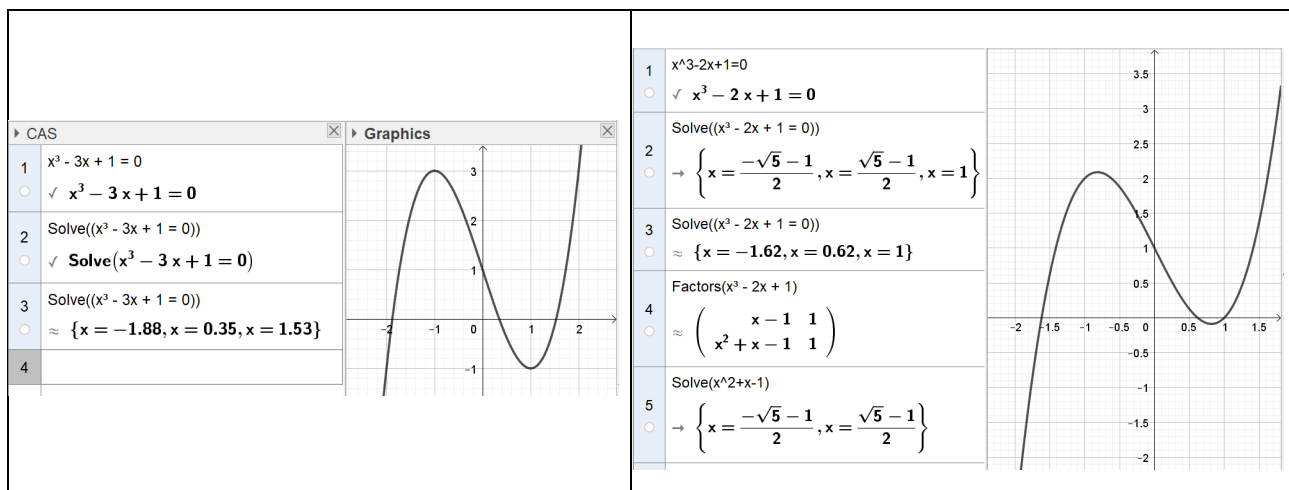 CAS
1
x³ - 3x + 1 = 0
✓ x³ − 3 x + 1 = 0
2
Solve((x³ - 3x + 1 = 0))
✓ Solve(x³ − 3 x + 1 = 0)
3
Solve((x³ - 3x + 1 = 0))
≈ {x = −1.88, x = 0.35, x = 1.53}
4
Graphics
3
2
1
-2 -1 0 1 2
-1
1
x^3-2x+1=0
✓ x³ − 2 x + 1 = 0
2
Solve((x³ - 2x + 1 = 0))
→ {x = (−√5 − 1)/2, x = (√5 − 1)/2, x = 1}
3
Solve((x³ - 2x + 1 = 0))
≈ {x = −1.62, x = 0.62, x = 1}
4
Factors(x³ - 2x + 1)
≈ ( x − 1 1
x² + x − 1 1 )
5
Solve(x^2+x-1)
→ {x = (−√5 − 1)/2, x = (√5 − 1)/2}
3.5
3
2.5
2
1.5
1
0.5
-2 -1.5 -1 -0.5 0 0.5 1 1.5
-0.5
-1
-1.5
-2